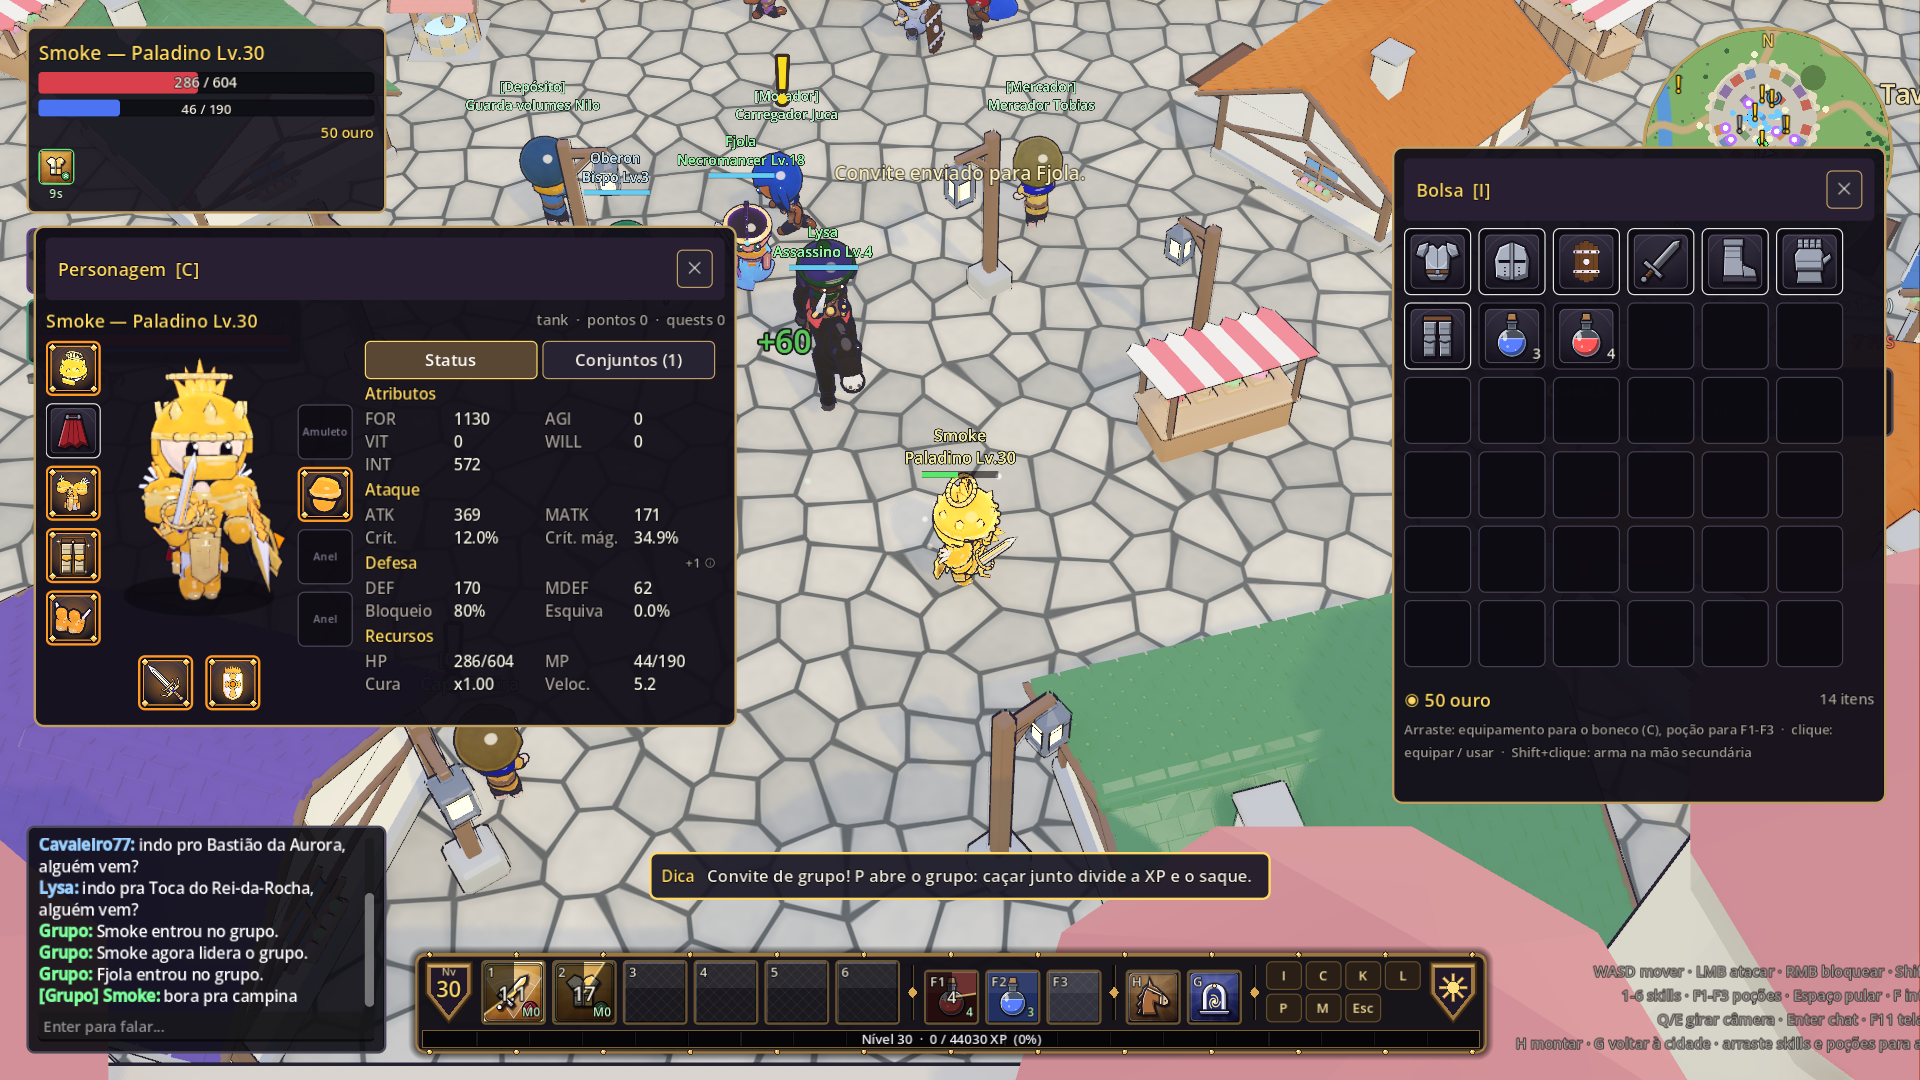 Smoke — Paladino Lv.30
286 / 604
46 / 190
50 ouro
9s
[Depósito]
Guarda-volumes Nilo
[Morador]
Carregador Juca
[Mercador]
Mercador Tobias
Fjola
Necromancer Lv.18
Oberon
Bispo Lv.3
Convite enviado para Fjola.
Lysa
Assassino Lv.4
+60
Smoke
Paladino Lv.30
N
Tav
Personagem [C]
Smoke — Paladino Lv.30
tank · pontos 0 · quests 0
Status
Conjuntos (1)
Amuleto
Anel
Anel
Atributos
FOR 1130 AGI 0
VIT 0 WILL 0
INT 572
Ataque
ATK 369 MATK 171
Crít. 12.0% Crít. mág. 34.9%
Defesa +1
DEF 170 MDEF 62
Bloqueio 80% Esquiva 0.0%
Recursos
HP 286/604 MP 44/190
Cura x1.00 Veloc. 5.2
Bolsa [I]
3
4
50 ouro
14 itens
Arraste: equipamento para o boneco (C), poção para F1-F3 · clique:
equipar / usar · Shift+clique: arma na mão secundária
Cavaleiro77: indo pro Bastião da Aurora,
alguém vem?
Lysa: indo pra Toca do Rei-da-Rocha,
alguém vem?
Grupo: Smoke entrou no grupo.
Grupo: Smoke agora lidera o grupo.
Grupo: Fjola entrou no grupo.
[Grupo] Smoke: bora pra campina
Enter para falar...
Dica Convite de grupo! P abre o grupo: caçar junto divide a XP e o saque.
Nv
30
1
M0
2
17
M0
3
4
5
6
F1
4
4
F2
3
F3
H
G
I
C
K
L
P
M
Esc
Nível 30 · 0 / 44030 XP (0%)
WASD mover · LMB atacar · RMB bloquear · Shi
1-6 skills · F1-F3 poções · Espaço pular · F in
Q/E girar câmera · Enter chat · F11 tela
H montar · G voltar à cidade · arraste skills e poções para a